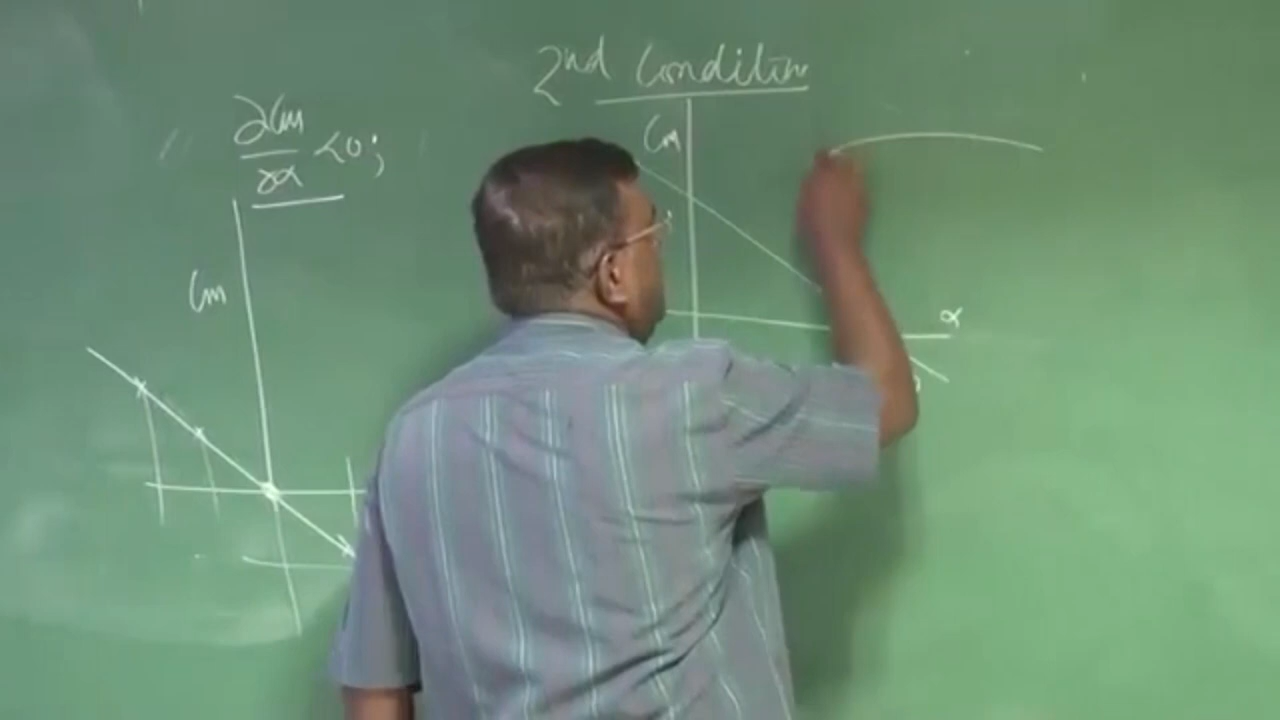 2nd Condition
∂Cm/∂α <0;
Cm
Cm
α